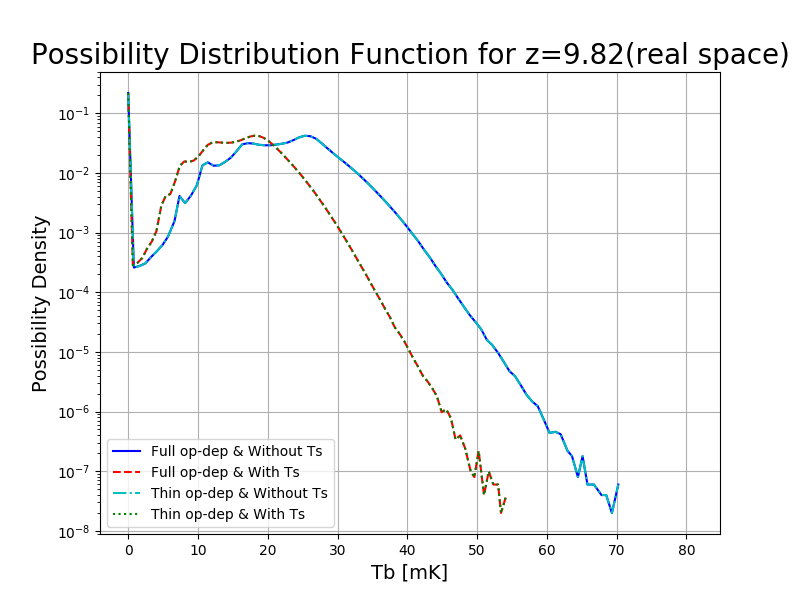 Possibility Distribution Function for z=9.82(real space)
Possibility Density
10⁻¹
10⁻²
10⁻³
10⁻⁴
10⁻⁵
10⁻⁶
10⁻⁷
10⁻⁸
Full op-dep & Without Ts
Full op-dep & With Ts
Thin op-dep & Without Ts
Thin op-dep & With Ts
0 10 20 30 40 50 60 70 80
Tb [mK]